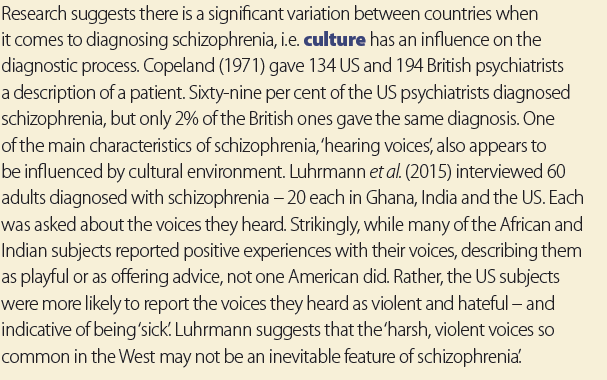 Research suggests there is a significant variation between countries when
it comes to diagnosing schizophrenia, i.e. culture has an influence on the
diagnostic process. Copeland (1971) gave 134 US and 194 British psychiatrists
a description of a patient. Sixty-nine per cent of the US psychiatrists diagnosed
schizophrenia, but only 2% of the British ones gave the same diagnosis. One
of the main characteristics of schizophrenia, ‘hearing voices’, also appears to
be influenced by cultural environment. Luhrmann et al. (2015) interviewed 60
adults diagnosed with schizophrenia – 20 each in Ghana, India and the US. Each
was asked about the voices they heard. Strikingly, while many of the African and
Indian subjects reported positive experiences with their voices, describing them
as playful or as offering advice, not one American did. Rather, the US subjects
were more likely to report the voices they heard as violent and hateful – and
indicative of being ‘sick’. Luhrmann suggests that the ‘harsh, violent voices so
common in the West may not be an inevitable feature of schizophrenia’.